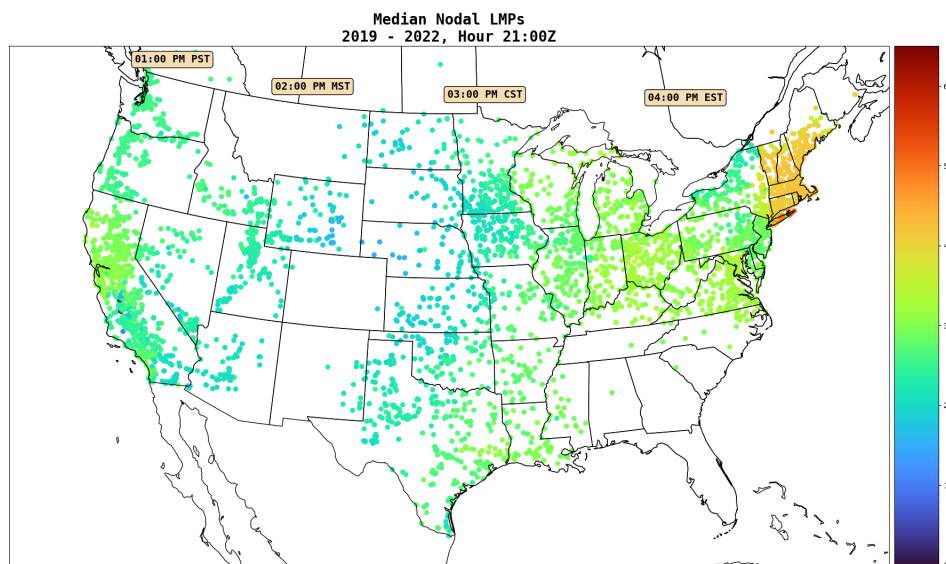 Median Nodal LMPs
2019 - 2022, Hour 21:00Z
01:00 PM PST
02:00 PM MST
03:00 PM CST
04:00 PM EST